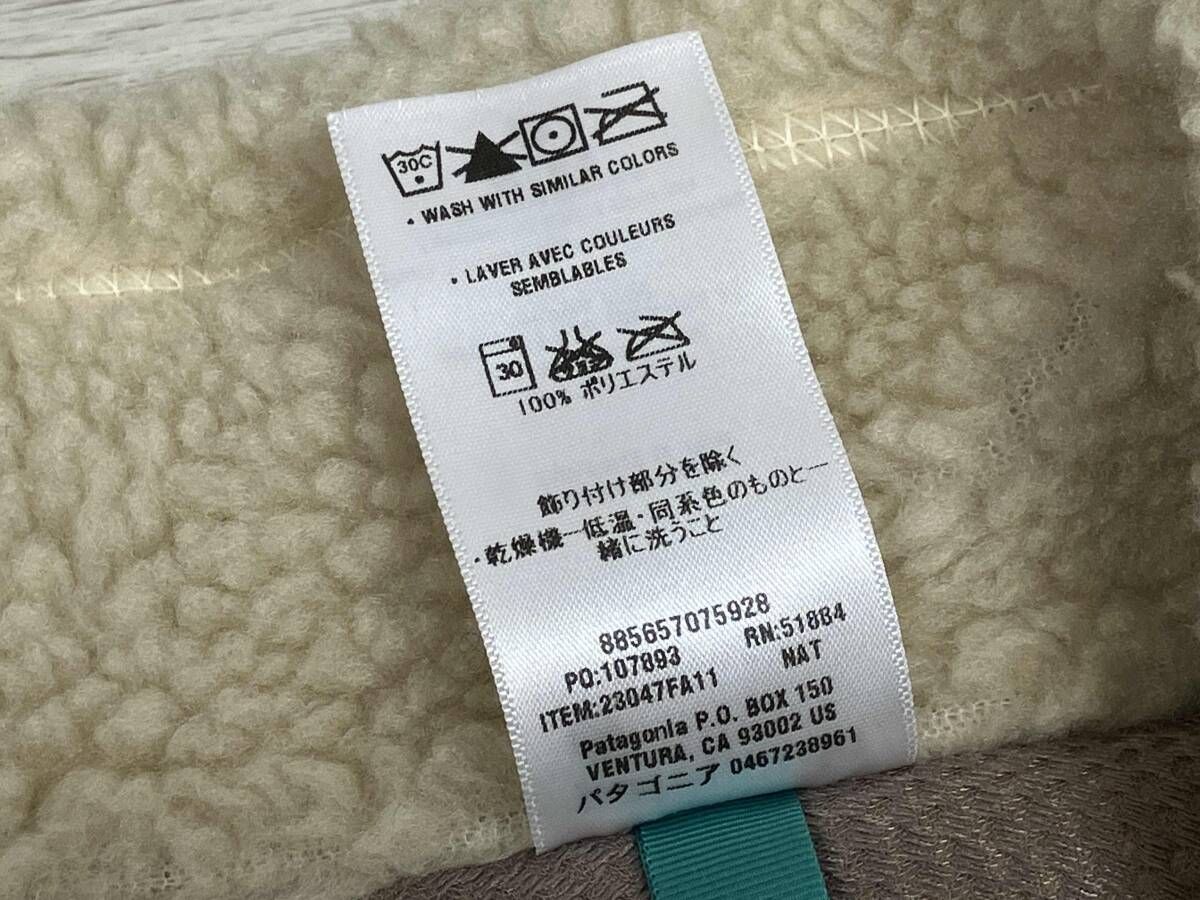 30C
• WASH WITH SIMILAR COLORS
• LAVER AVEC COULEURS
SEMBLABLES
30
100% ポリエステル
飾り付け部分を除く
・乾燥機ー低温・同系色のものと一
緒に洗うこと
885657075928
PO:107893 RN:51884
ITEM:23047FA11 NAT
Patagonia P.O. BOX 150
VENTURA, CA 93002 US
パタゴニア 0467238961